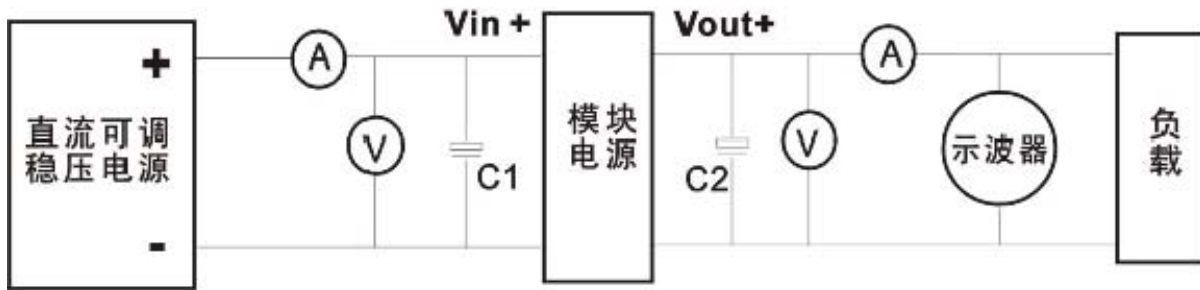 Vin +
Vout+
+
A
A
直流可调
稳压电源
V
C1
模块
电源
C2
V
示波器
负
载
-